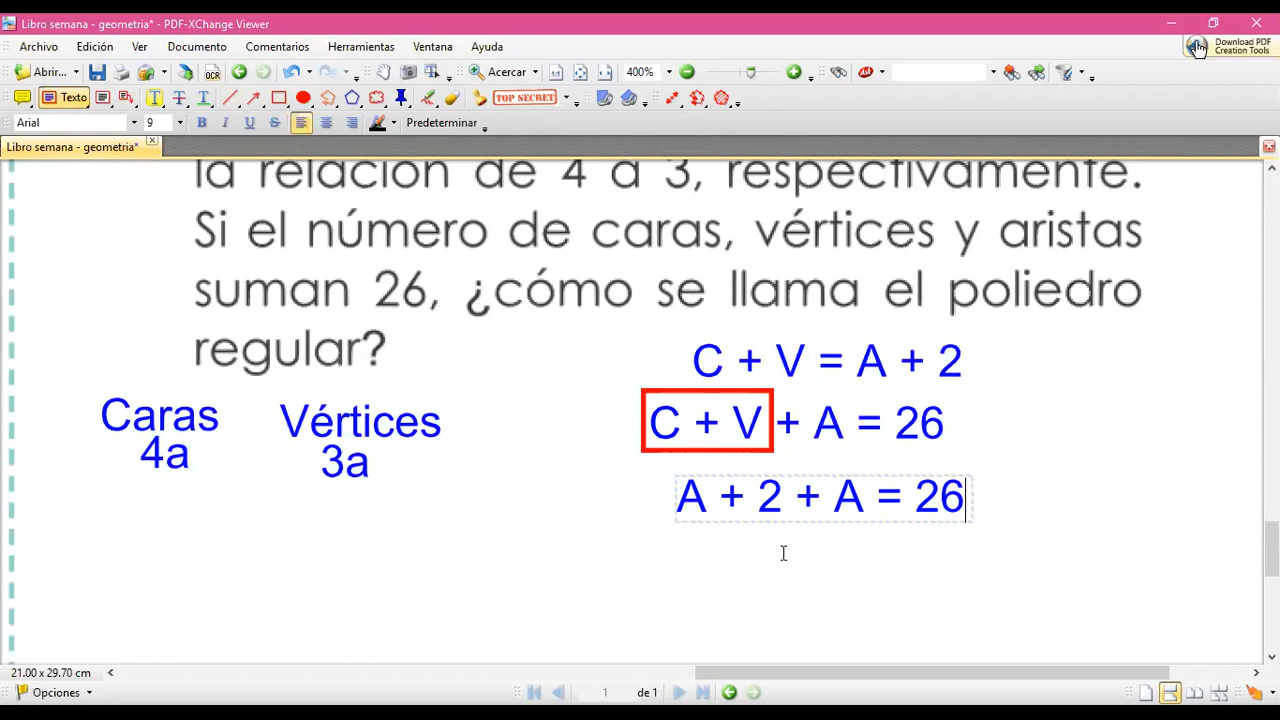 Libro semana - geometria* - PDF-XChange Viewer
Archivo Edición Ver Documento Comentarios Herramientas Ventana Ayuda
Download PDF
Creation Tools
Abrir... OCR Acercar 400%
Texto TOP SECRET
Arial 9 B I U S Predeterminar
Libro semana - geometria*
la relación de 4 a 3, respectivamente.
Si el número de caras, vértices y aristas
suman 26, ¿cómo se llama el poliedro
regular?
C + V = A + 2
Caras Vértices
4a 3a
C + V + A = 26
A + 2 + A = 26
21.00 x 29.70 cm
Opciones 1 de 1